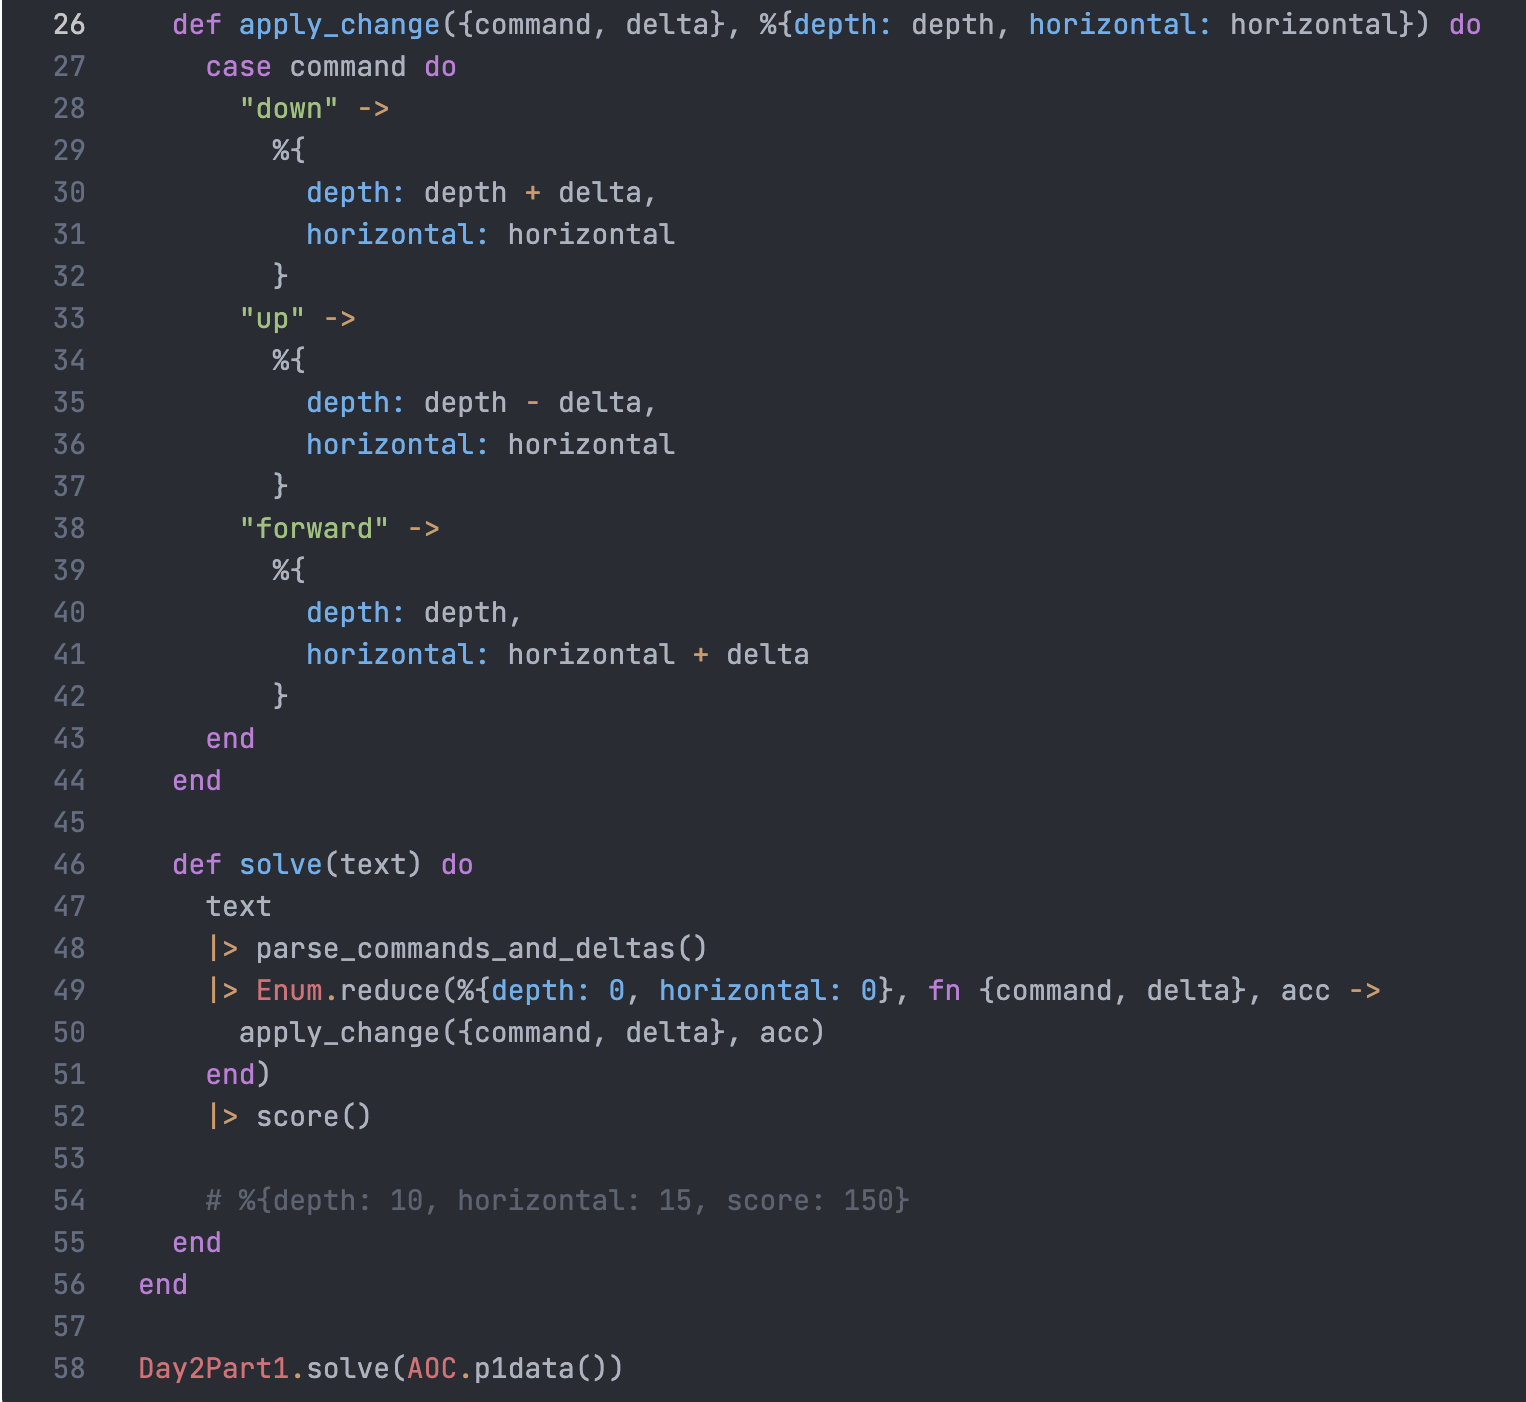 26 def apply_change({command, delta}, %{depth: depth, horizontal: horizontal}) do
27 case command do
28 "down" ->
29 %{
30 depth: depth + delta,
31 horizontal: horizontal
32 }
33 "up" ->
34 %{
35 depth: depth - delta,
36 horizontal: horizontal
37 }
38 "forward" ->
39 %{
40 depth: depth,
41 horizontal: horizontal + delta
42 }
43 end
44 end
45
46 def solve(text) do
47 text
48 |> parse_commands_and_deltas()
49 |> Enum.reduce(%{depth: 0, horizontal: 0}, fn {command, delta}, acc ->
50 apply_change({command, delta}, acc)
51 end)
52 |> score()
53
54 # %{depth: 10, horizontal: 15, score: 150}
55 end
56 end
57
58 Day2Part1.solve(AOC.p1data())